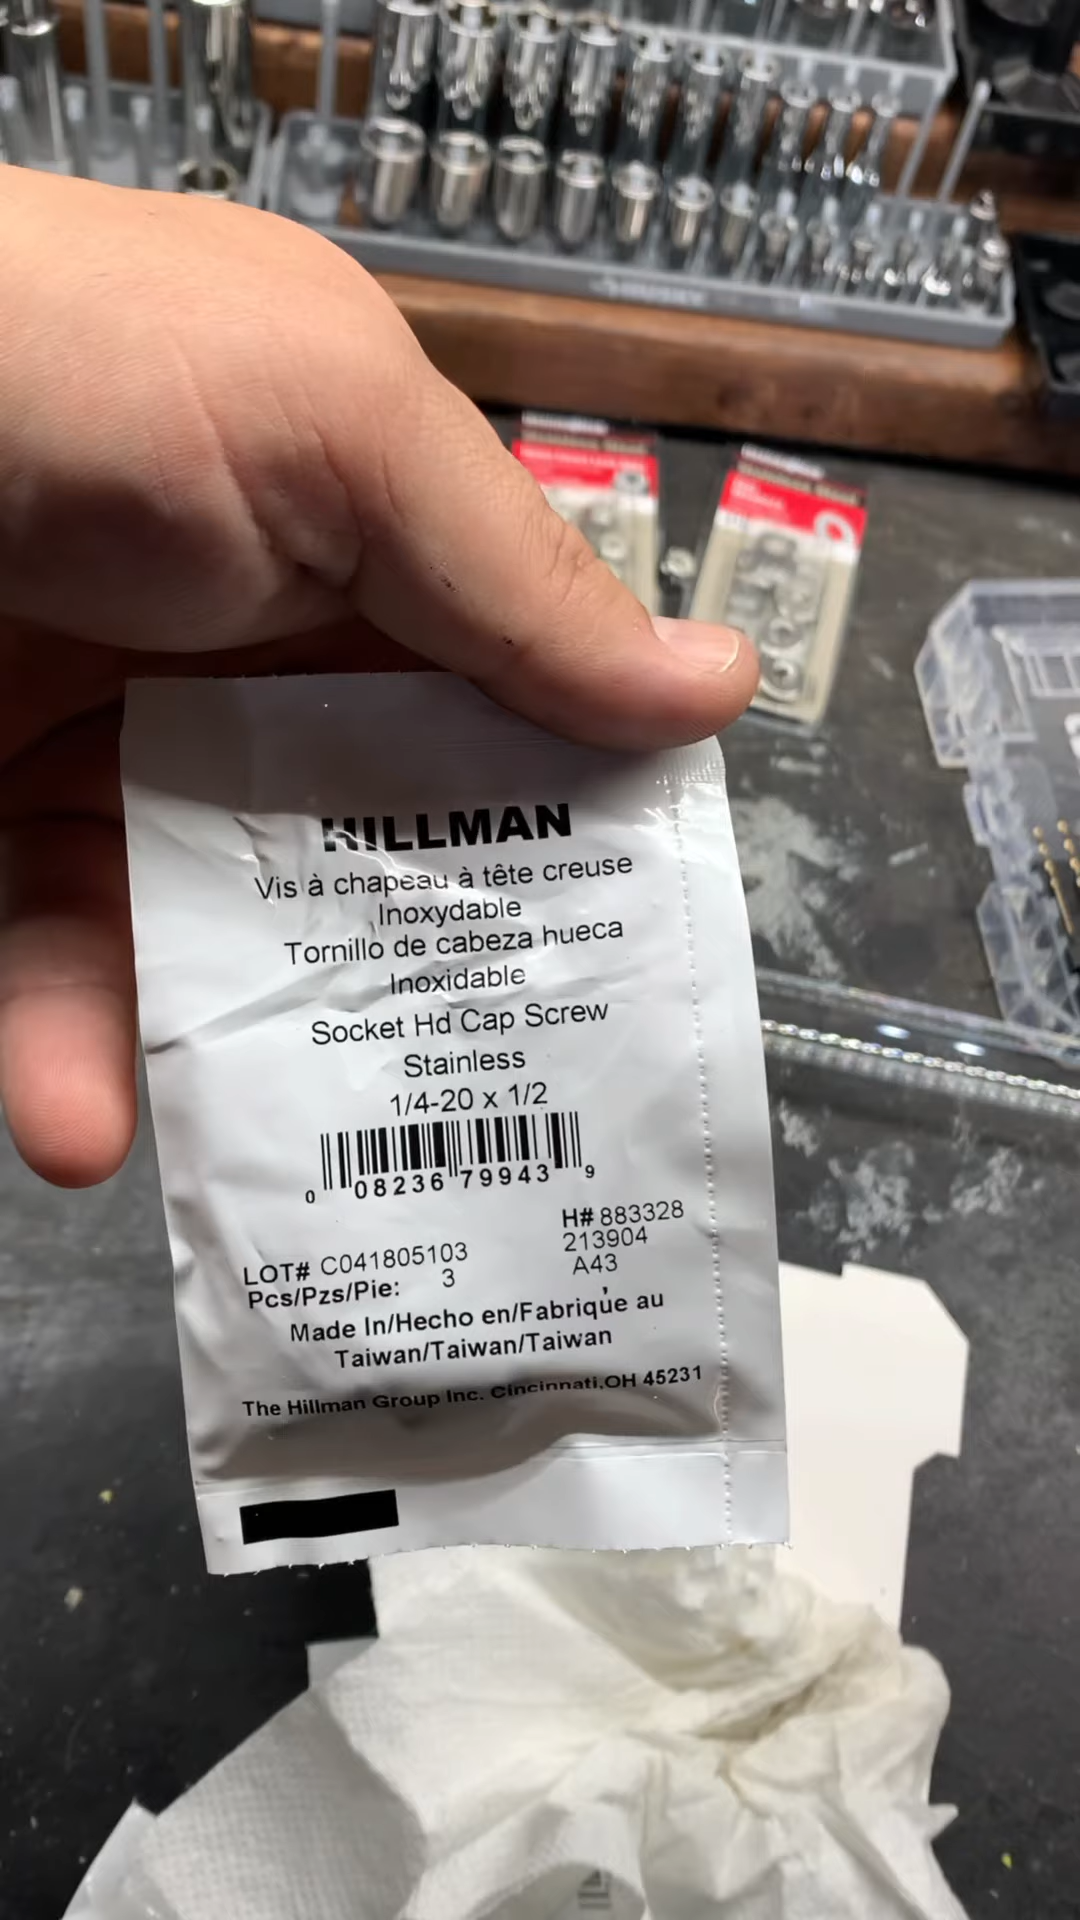 HILLMAN
Vis à chapeau à tête creuse
Inoxydable
Tornillo de cabeza hueca
Inoxidable
Socket Hd Cap Screw
Stainless
1/4-20 x 1/2
0 08236 79943 9
H# 883328
213904
A43
LOT# C041805103
Pcs/Pzs/Pie: 3
Made In/Hecho en/Fabrique au
Taiwan/Taiwan/Taiwan
The Hillman Group Inc. Cincinnati,OH 45231